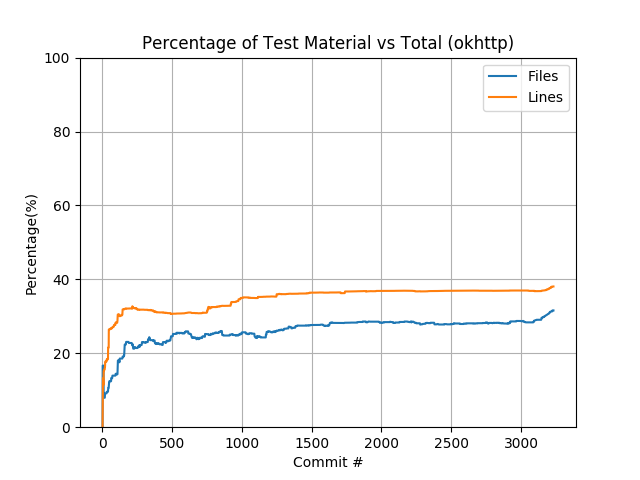 Percentage of Test Material vs Total (okhttp)
Files
Lines
Percentage(%)
100
80
60
40
20
0
0 500 1000 1500 2000 2500 3000
Commit #